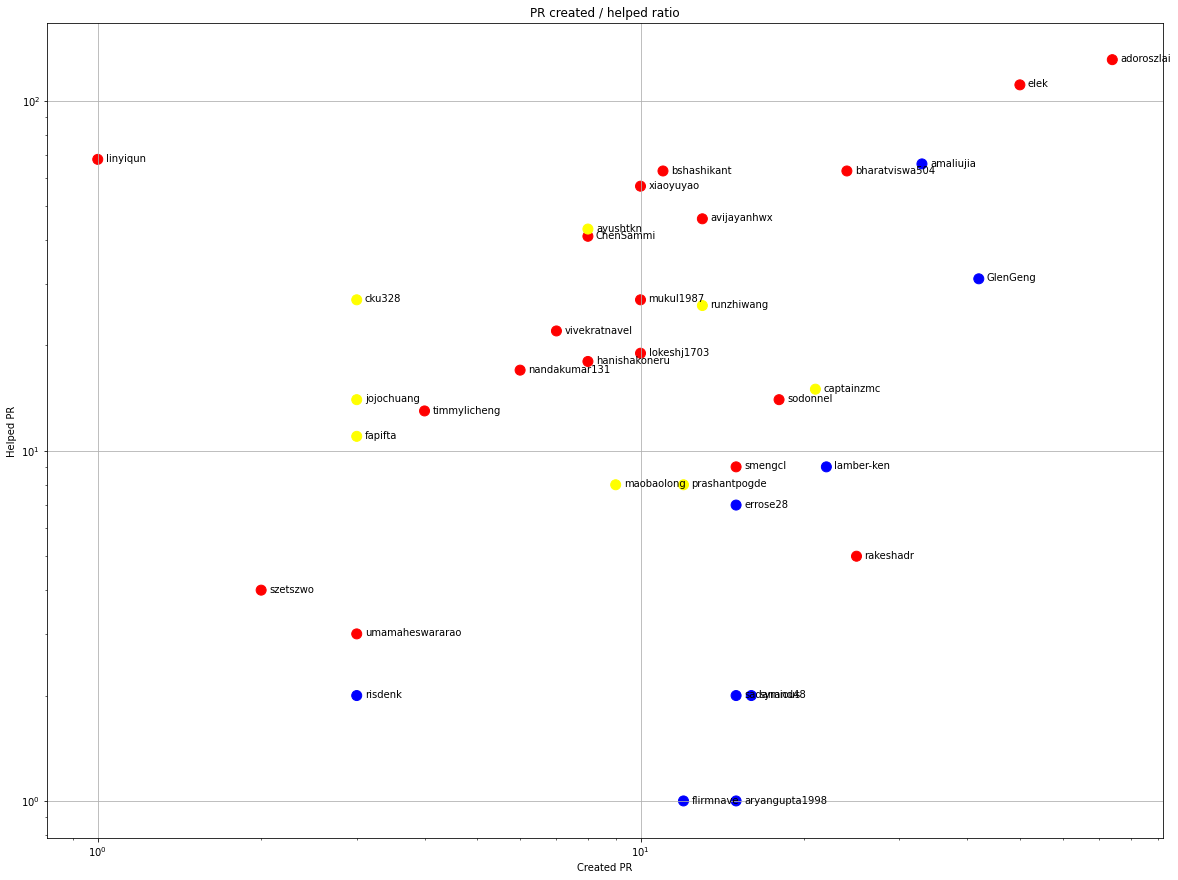 PR created / helped ratio
adoroszlai
elek
linyiqun
amaliujia
bshashikant
bharatviswa504
xiaoyuyao
avijayanhwx
ayushtkn
ChenSammi
GlenGeng
cku328
mukul1987
runzhiwang
vivekratnavel
lokeshj1703
hanishakoneru
nandakumar131
captainzmc
jojochuang
sodonnel
timmylicheng
fapifta
smengcl
lamber-ken
maobaolong
prashantpogde
errose28
rakeshadr
szetszwo
umamaheswararao
risdenk
aryangupta1998
10²
10¹
10⁰
Helped PR
10⁰
10¹
Created PR